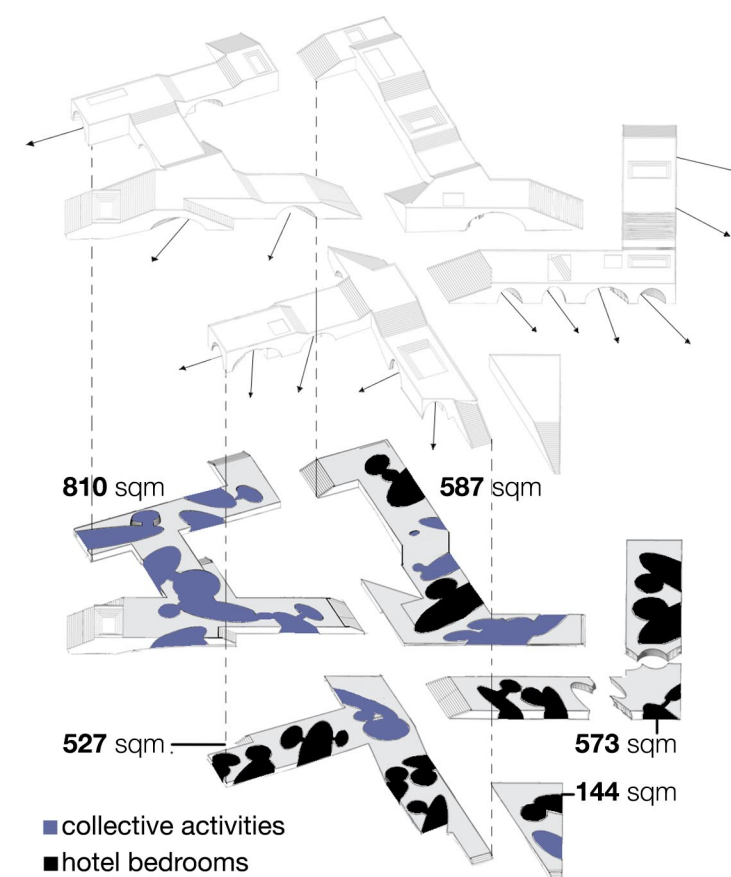 810 sqm
587 sqm
527 sqm
573 sqm
144 sqm
collective activities
hotel bedrooms